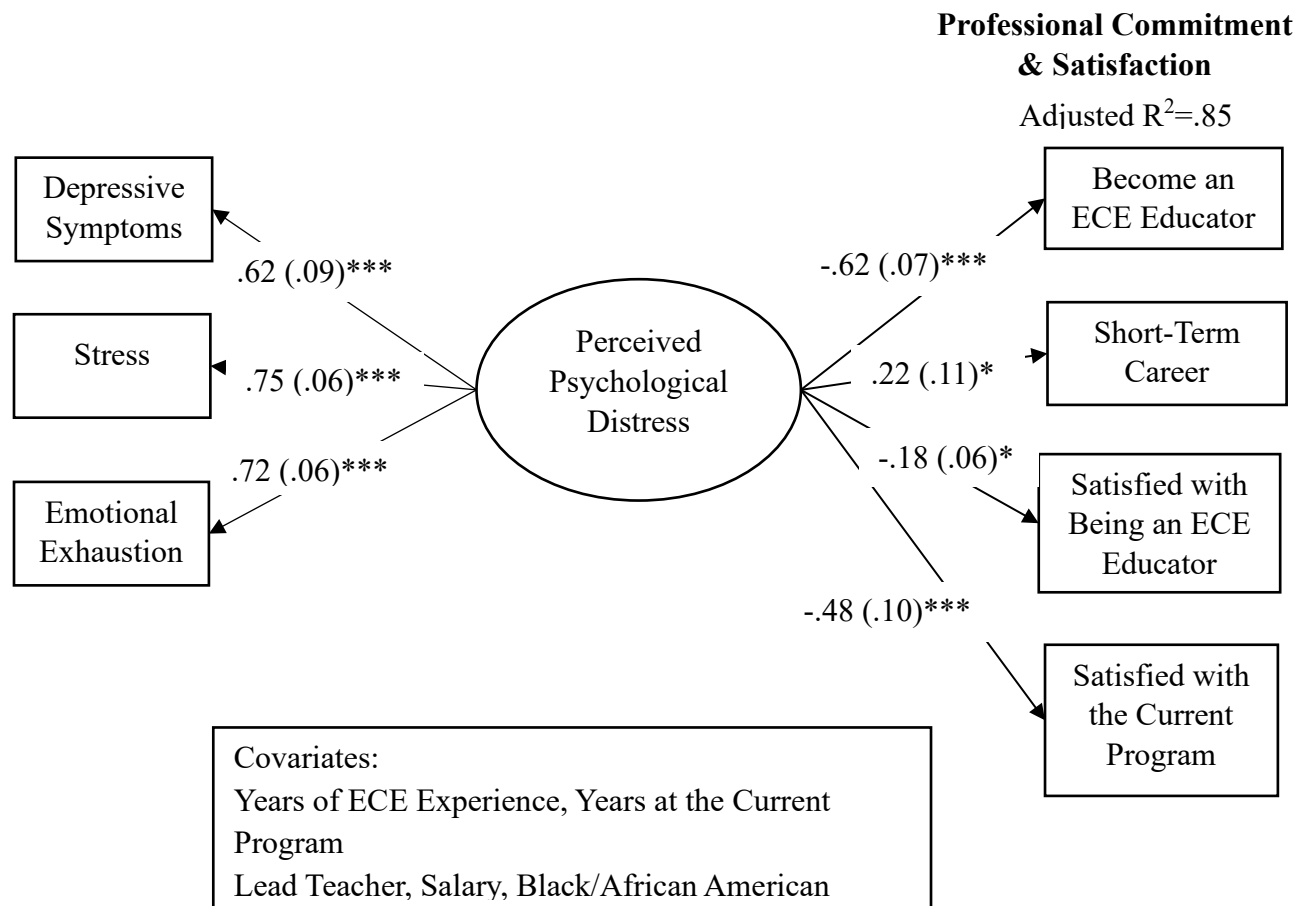 Professional Commitment
& Satisfaction
Adjusted R²=.85
Depressive
Symptoms
.62 (.09)***
Stress
.75 (.06)***
.72 (.06)***
Emotional
Exhaustion
Perceived
Psychological
Distress
-.62 (.07)***
.22 (.11)*
-.18 (.06)*
-.48 (.10)***
Become an
ECE Educator
Short-Term
Career
Satisfied with
Being an ECE
Educator
Satisfied with
the Current
Program
Covariates:
Years of ECE Experience, Years at the Current
Program
Lead Teacher, Salary, Black/African American